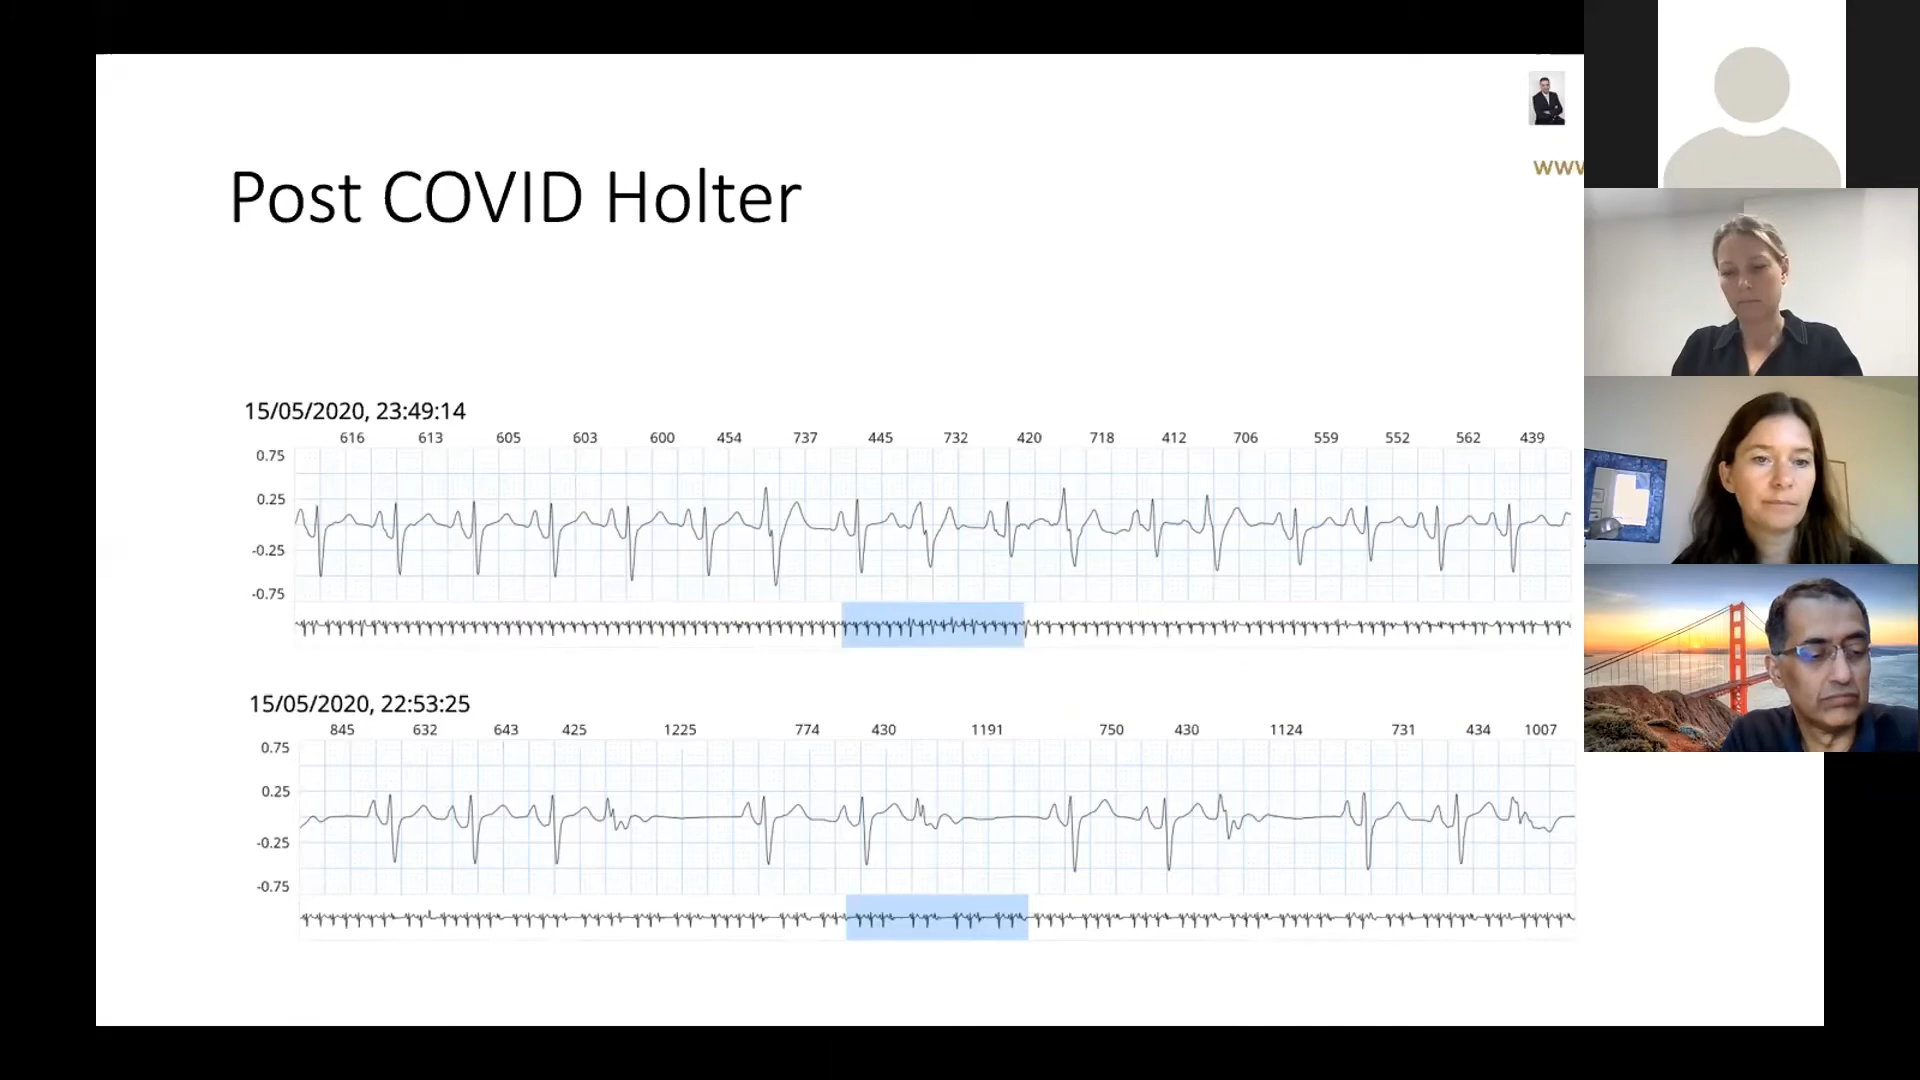 www
Post COVID Holter
15/05/2020, 23:49:14
616 613 605 603 600 454 737 445 732 420 718 412 706 559 552 562 439
0.75
0.25
-0.25
-0.75
15/05/2020, 22:53:25
845 632 643 425 1225 774 430 1191 750 430 1124 731 434 1007
0.75
0.25
-0.25
-0.75